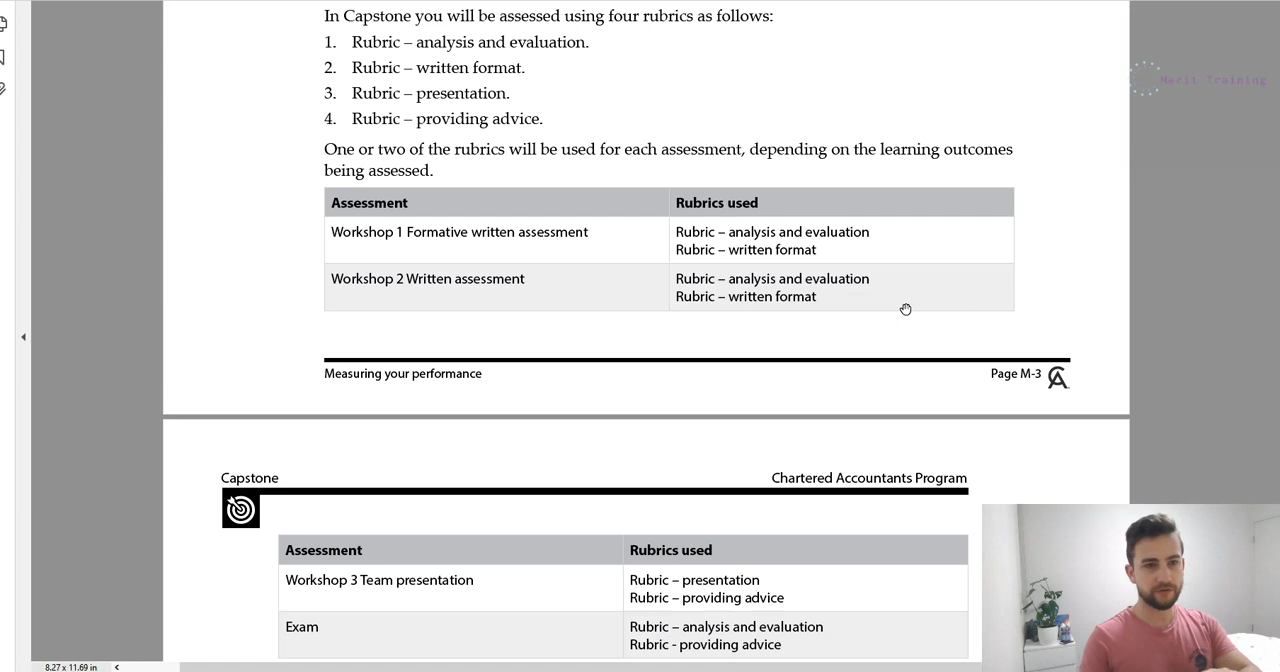 In Capstone you will be assessed using four rubrics as follows:
1. Rubric – analysis and evaluation.
2. Rubric – written format.
3. Rubric – presentation.
4. Rubric – providing advice.
Merit Training
One or two of the rubrics will be used for each assessment, depending on the learning outcomes
being assessed.
Assessment Rubrics used
Workshop 1 Formative written assessment Rubric – analysis and evaluation
Rubric – written format
Workshop 2 Written assessment Rubric – analysis and evaluation
Rubric – written format
Measuring your performance Page M-3 CA
Capstone Chartered Accountants Program
Assessment Rubrics used
Workshop 3 Team presentation Rubric – presentation
Rubric – providing advice
Exam Rubric – analysis and evaluation
Rubric - providing advice
8.27 x 11.69 in